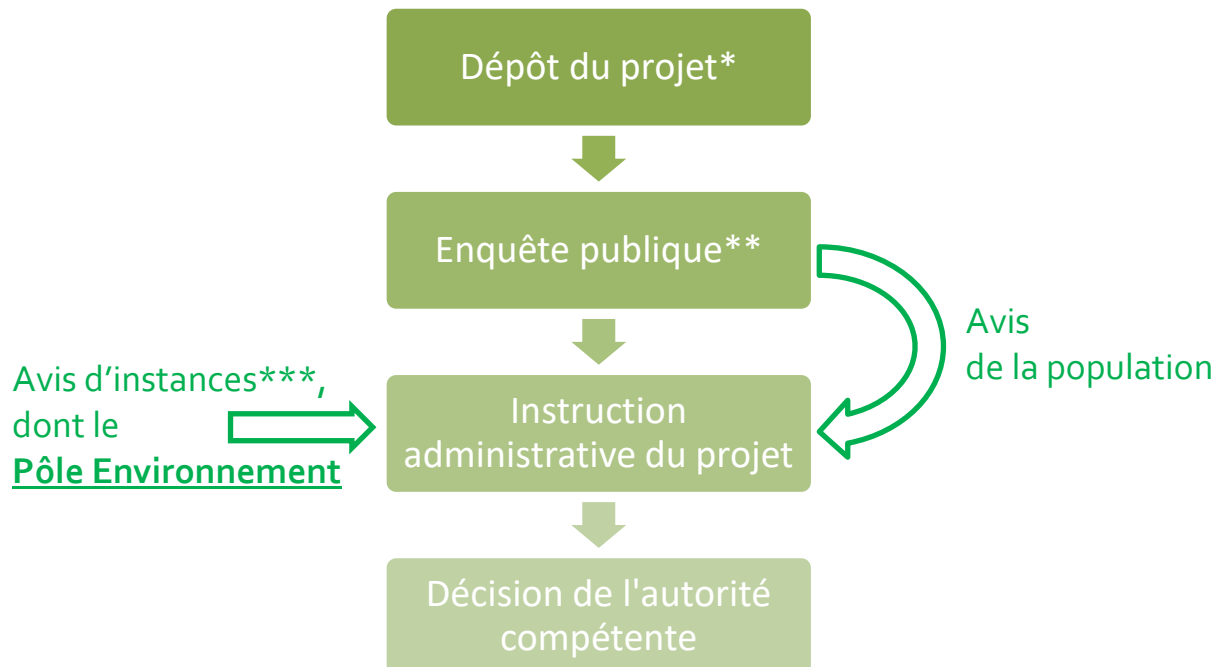 Dépôt du projet*
Enquête publique**
Avis
de la population
Avis d'instances***,
dont le
Pôle Environnement
Instruction
administrative du projet
Décision de l'autorité
compétente